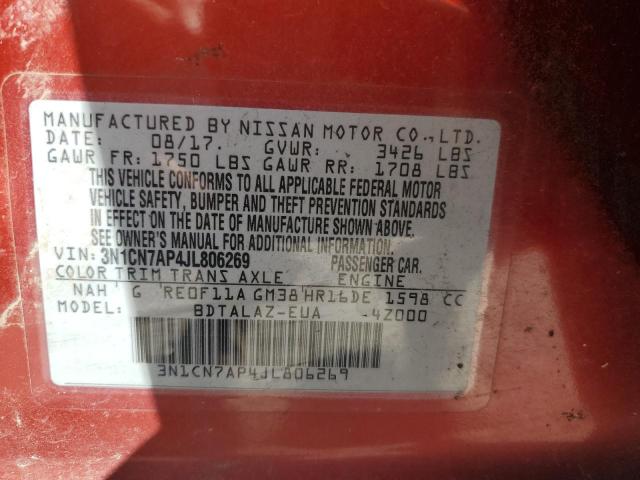 MANUFACTURED BY NISSAN MOTOR CO.,LTD.
DATE: 08/17. GVWR: 3426 LBS
GAWR FR: 1750 LBS GAWR RR: 1708 LBS
THIS VEHICLE CONFORMS TO ALL APPLICABLE FEDERAL MOTOR
VEHICLE SAFETY, BUMPER AND THEFT PREVENTION STANDARDS
IN EFFECT ON THE DATE OF MANUFACTURE SHOWN ABOVE.
SEE OWNER'S MANUAL FOR ADDITIONAL INFORMATION.
VIN: 3N1CN7AP4JL806269 PASSENGER CAR.
COLOR TRIM TRANS AXLE ENGINE
NAH G RE0F11A GM38 HR16DE 1598 CC
MODEL: BDTALAZ-EUA -4Z000
3N1CN7AP4JL806269